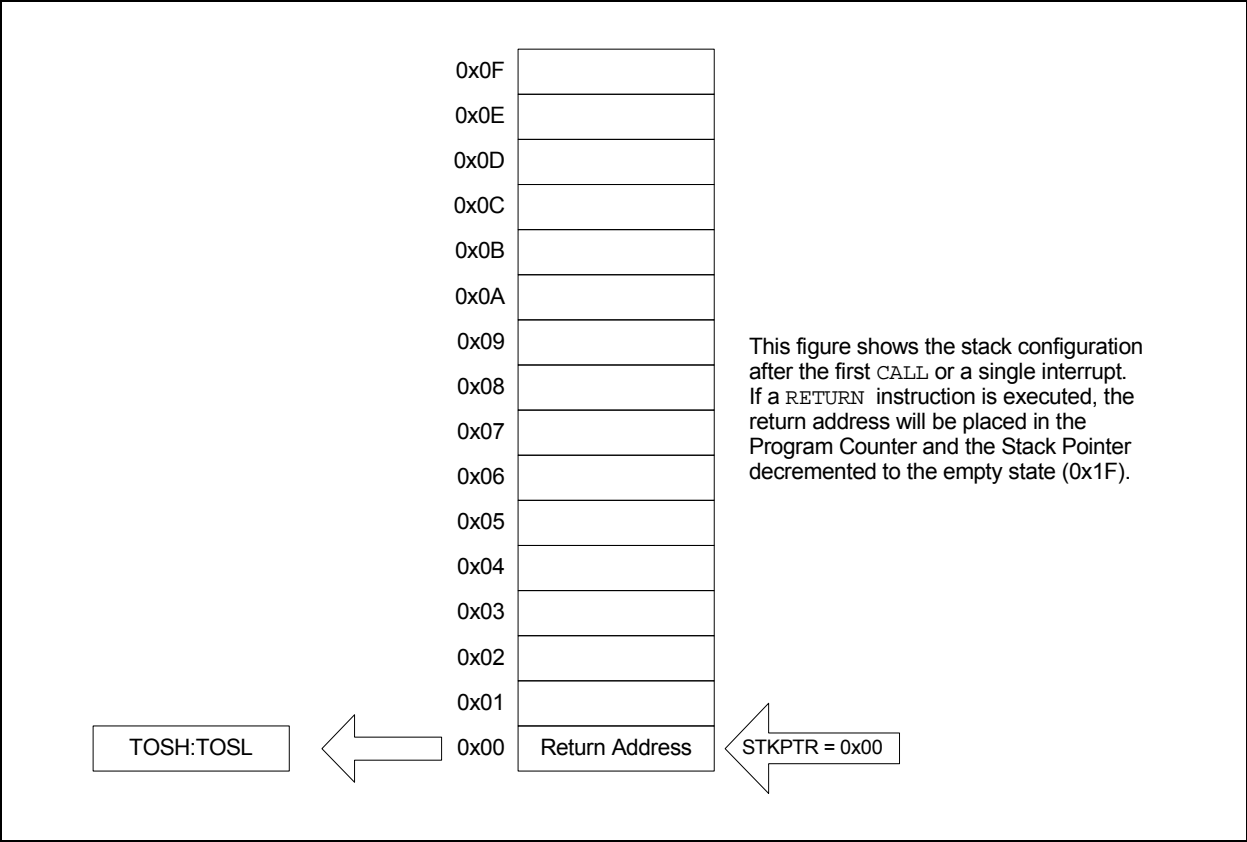 0x0F
0x0E
0x0D
0x0C
0x0B
0x0A
0x09
0x08
0x07
0x06
0x05
0x04
0x03
0x02
0x01
This figure shows the stack configuration
after the first CALL or a single interrupt.
If a RETURN instruction is executed, the
return address will be placed in the
Program Counter and the Stack Pointer
decremented to the empty state (0x1F).
TOSH:TOSL 0x00 Return Address STKPTR = 0x00